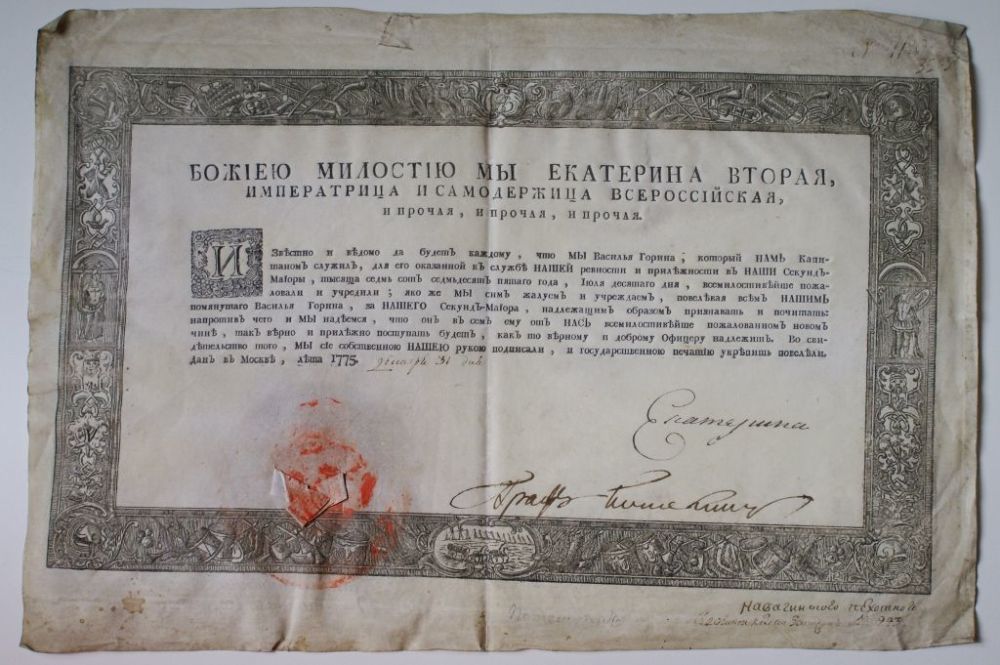 БОЖІЕЮ МИЛОСТІЮ МЫ ЕКАТЕРИНА ВТОРАЯ,
ИМПЕРАТРИЦА И САМОДЕРЖИЦА ВСЕРОССІЙСКАЯ,
И ПРОЧАЯ, И ПРОЧАЯ, И ПРОЧАЯ.
ИЗвѣстно и вѣдомо да будетъ каждому, что МЫ Василья Горина, который НАМЪ Капи-
таномъ служилъ, для его оказанной въ службѣ НАШЕЙ ревности и прилѣжности въ НАШИ Секундъ-
Маіоры, тысяща седмь сотъ седмьдесятъ пятаго года, Іюля десятаго дня, всемилостивѣйше пожа-
ловали и учредили; яко же МЫ симъ жалуемъ и учреждаемъ, повелѣвая всѣмъ НАШИМЪ
помянутаго Василья Горина, за НАШЕГО Секундъ-Маіора, надлежащимъ образомъ признавать и почитать:
напротивъ чего и МЫ надѣемся, что онъ въ семъ ему отъ НАСЪ всемилостивѣйше пожалованномъ новомъ
чинѣ, такъ вѣрно и прилѣжно поступать будетъ, какъ то вѣрному и доброму Офицеру надлежитъ. Во сви-
дѣтельство того, МЫ сіе собственною НАШЕЮ рукою подписали, и государственною печатію укрѣпить повелѣли.
Данъ въ Москвѣ, лѣта 1775 декабрь 31 дня
Екатерина
Графъ
Навагинского пѣхотного